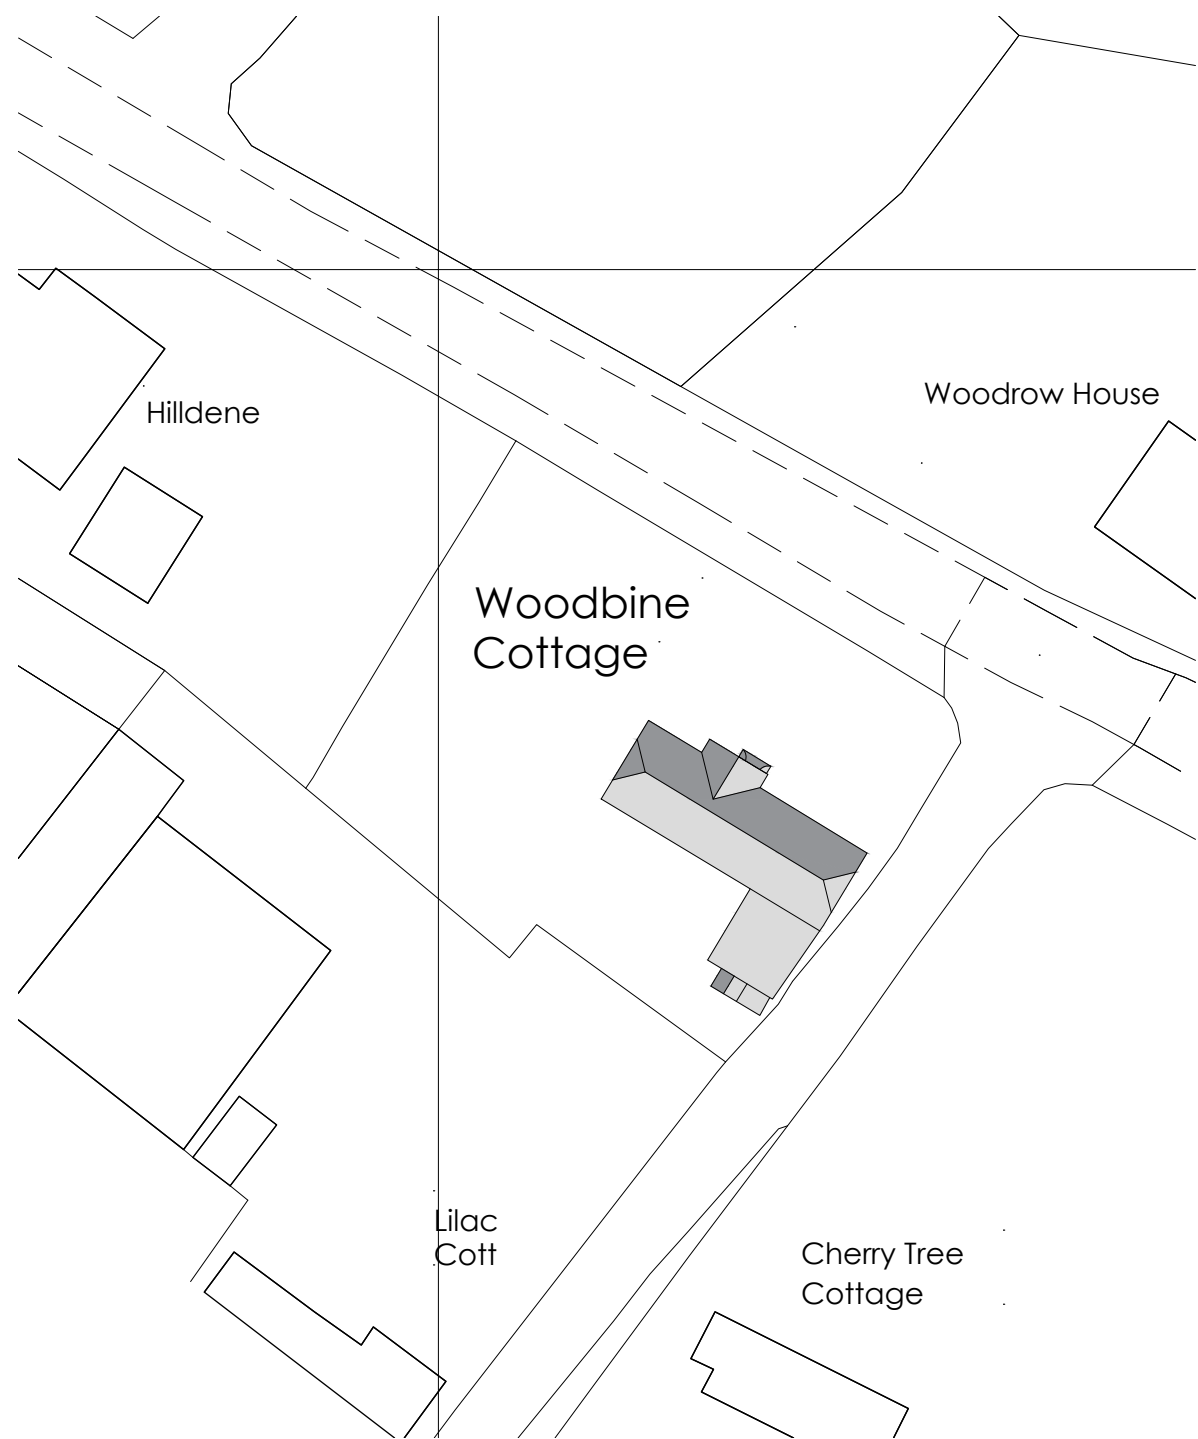 Woodrow House
Hilldene
Woodbine
Cottage
Lilac
Cott
Cherry Tree
Cottage